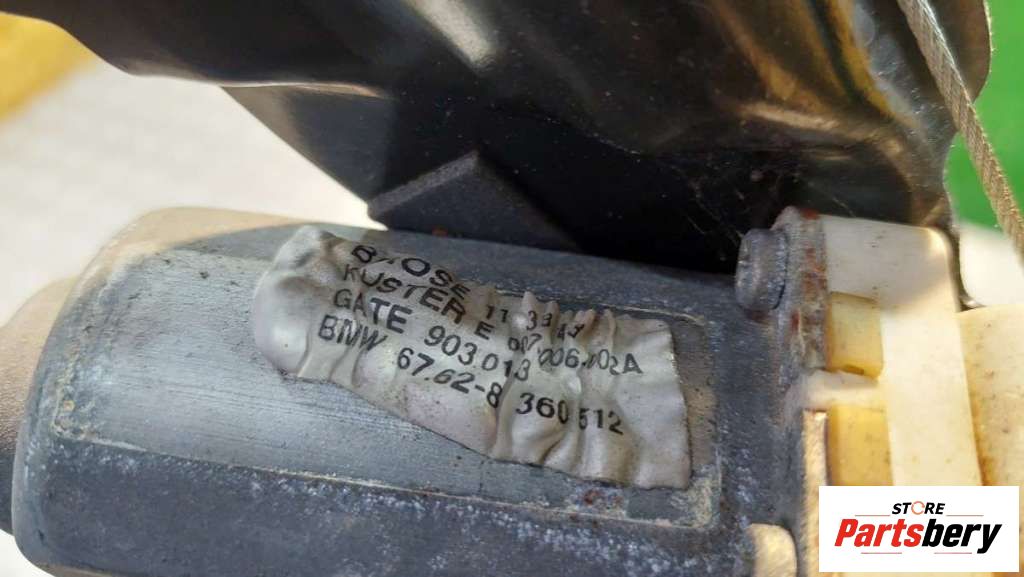 BROSE
KUSTER E
GATE 903.013
BMW 67.62-8 360 512
STORE
Partsbery